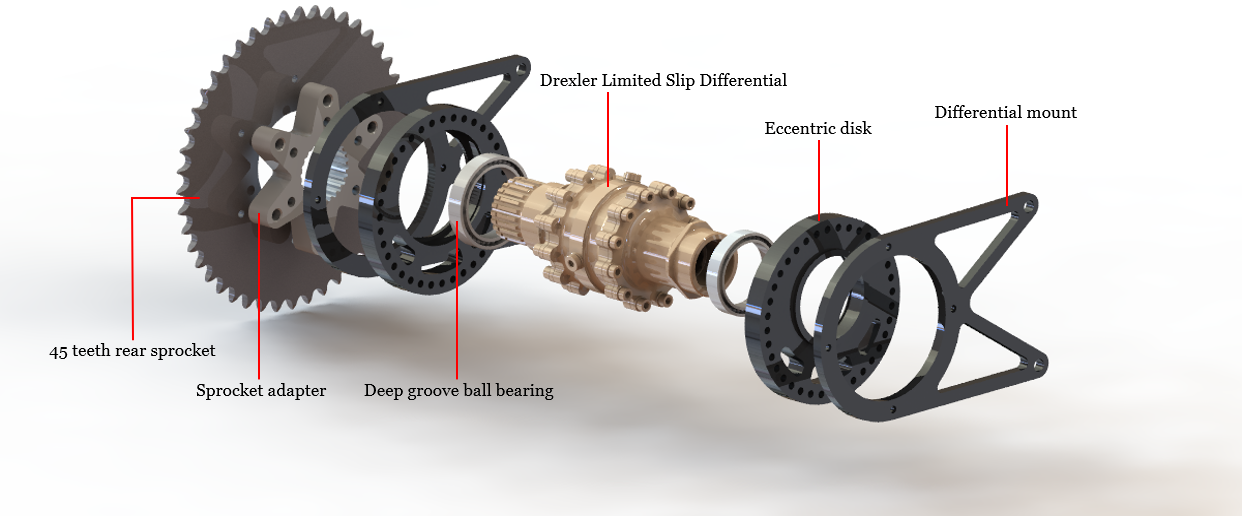 Drexler Limited Slip Differential
Differential mount
Eccentric disk
45 teeth rear sprocket
Sprocket adapter
Deep groove ball bearing